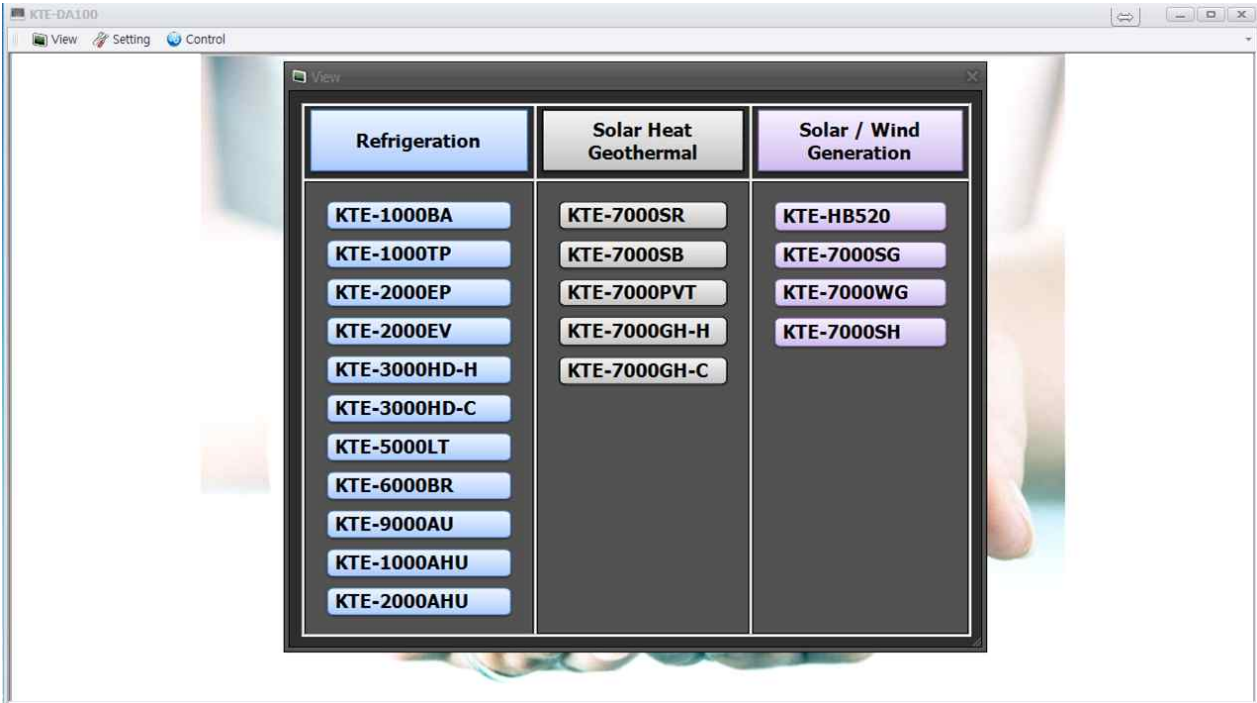 KTE-DA100
View Setting Control
View
Refrigeration
Solar Heat
Geothermal
Solar / Wind
Generation
KTE-1000BA
KTE-1000TP
KTE-2000EP
KTE-2000EV
KTE-3000HD-H
KTE-3000HD-C
KTE-5000LT
KTE-6000BR
KTE-9000AU
KTE-1000AHU
KTE-2000AHU
KTE-7000SR
KTE-7000SB
KTE-7000PVT
KTE-7000GH-H
KTE-7000GH-C
KTE-HB520
KTE-7000SG
KTE-7000WG
KTE-7000SH